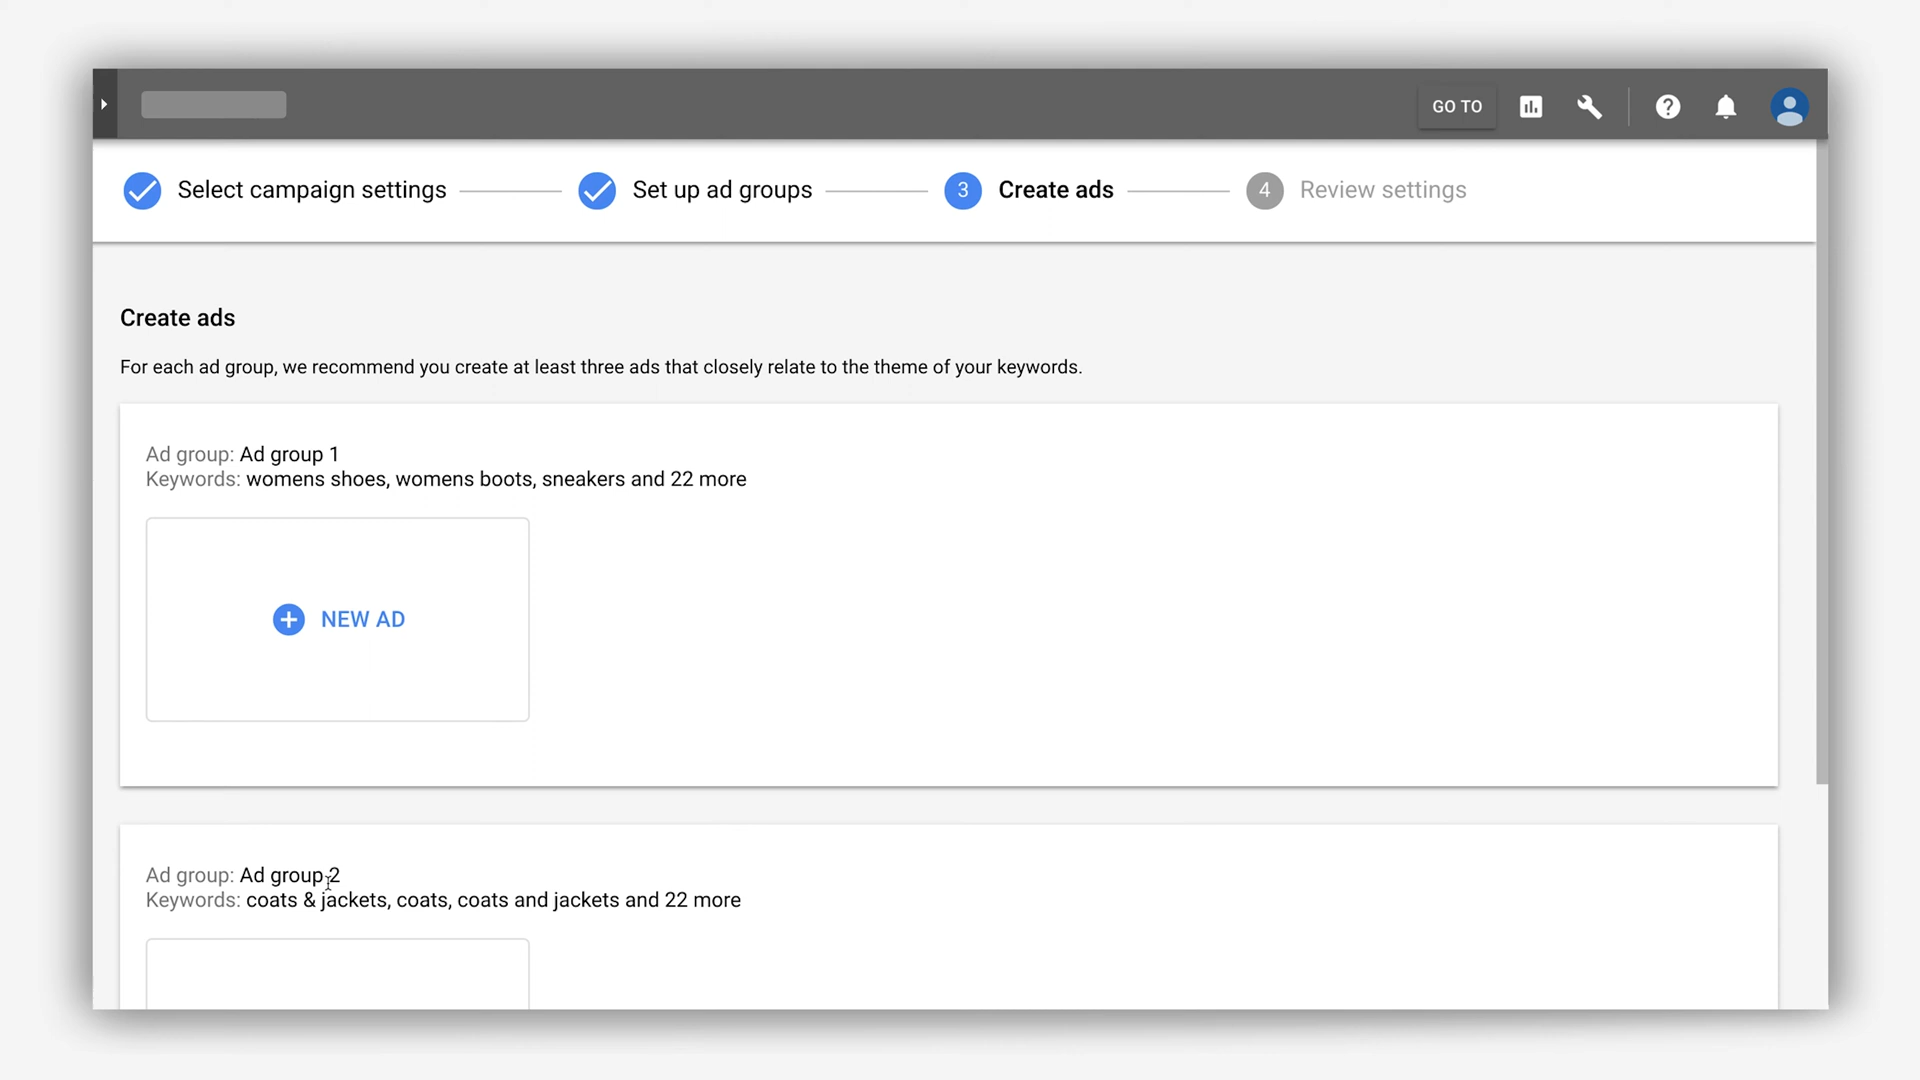 GO TO
Select campaign settings
Set up ad groups
3 Create ads
4 Review settings
Create ads
For each ad group, we recommend you create at least three ads that closely relate to the theme of your keywords.
Ad group: Ad group 1
Keywords: womens shoes, womens boots, sneakers and 22 more
NEW AD
Ad group: Ad group 2
Keywords: coats & jackets, coats, coats and jackets and 22 more